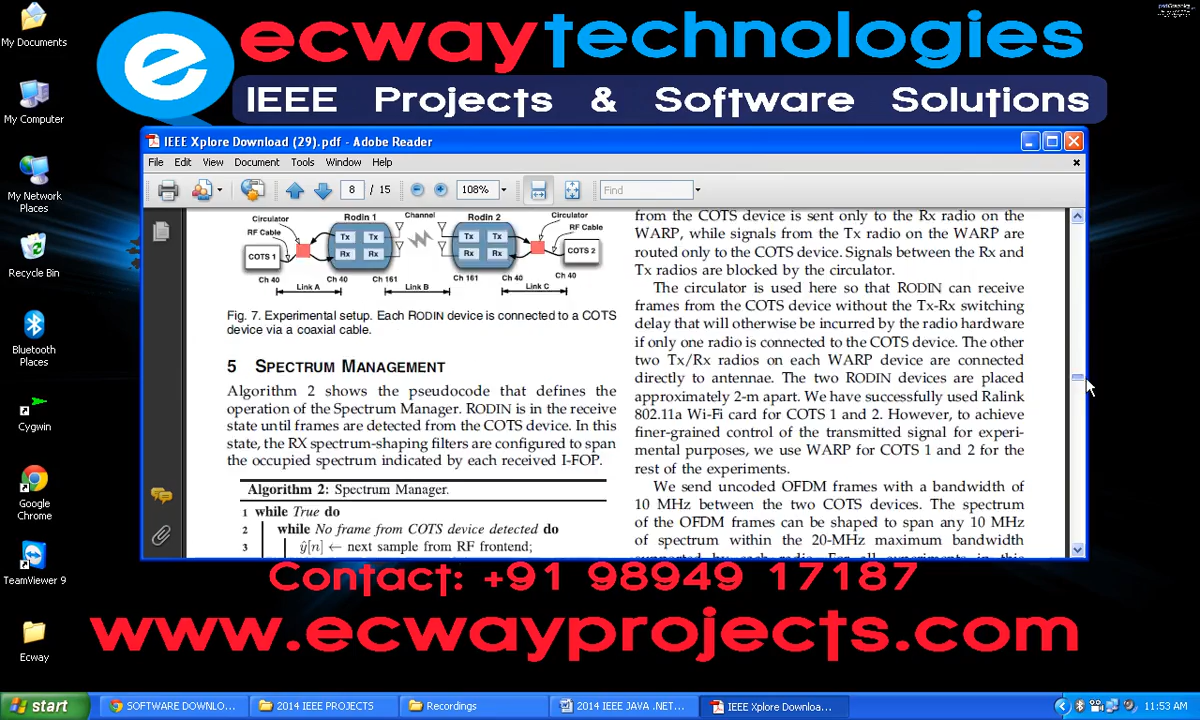 ecwaytechnologies
IEEE Projects & Software Solutions
My Documents
My Computer
My Network
Places
Recycle Bin
Bluetooth
Places
Cygwin
Google
Chrome
TeamViewer 9
Ecway
IEEE Xplore Download (29).pdf - Adobe Reader
File Edit View Document Tools Window Help
8 / 15 108% Find
Circulator Rodin 1 Channel Rodin 2 Circulator
RF Cable RF Cable
COTS 1 Tx Tx Tx Tx COTS 2
Rx Rx Rx Rx
Ch 40 Ch 40 Ch 161 Ch 161 Ch 40 Ch 40
Link A Link B Link C
Fig. 7. Experimental setup. Each RODIN device is connected to a COTS
device via a coaxial cable.
5 SPECTRUM MANAGEMENT
Algorithm 2 shows the pseudocode that defines the
operation of the Spectrum Manager. RODIN is in the receive
state until frames are detected from the COTS device. In this
state, the RX spectrum-shaping filters are configured to span
the occupied spectrum indicated by each received I-FOP.
Algorithm 2: Spectrum Manager.
1 while True do
2 while No frame from COTS device detected do
3 ŷ[n] ← next sample from RF frontend;
from the COTS device is sent only to the Rx radio on the
WARP, while signals from the Tx radio on the WARP are
routed only to the COTS device. Signals between the Rx and
Tx radios are blocked by the circulator.
The circulator is used here so that RODIN can receive
frames from the COTS device without the Tx-Rx switching
delay that will otherwise be incurred by the radio hardware
if only one radio is connected to the COTS device. The other
two Tx/Rx radios on each WARP device are connected
directly to antennae. The two RODIN devices are placed
approximately 2-m apart. We have successfully used Ralink
802.11a Wi-Fi card for COTS 1 and 2. However, to achieve
finer-grained control of the transmitted signal for experi-
mental purposes, we use WARP for COTS 1 and 2 for the
rest of the experiments.
We send uncoded OFDM frames with a bandwidth of
10 MHz between the two COTS devices. The spectrum
of the OFDM frames can be shaped to span any 10 MHz
of spectrum within the 20-MHz maximum bandwidth
supported by each radio. For all experiments in this
Contact: +91 98949 17187
www.ecwayprojects.com
start SOFTWARE DOWNLO... 2014 IEEE PROJECTS Recordings 2014 IEEE JAVA .NET... IEEE Xplore Downloa... 11:53 AM